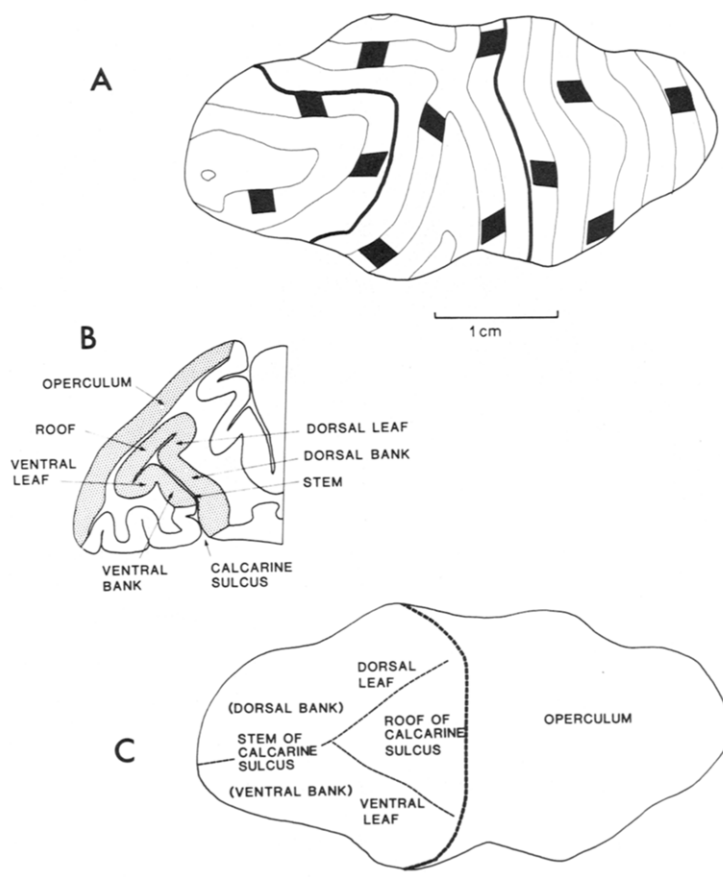 A
1 cm
B
OPERCULUM
ROOF
VENTRAL
LEAF
DORSAL LEAF
DORSAL BANK
STEM
VENTRAL
BANK
CALCARINE
SULCUS
C
DORSAL
LEAF
(DORSAL BANK)
STEM OF
CALCARINE
SULCUS
ROOF OF
CALCARINE
SULCUS
OPERCULUM
(VENTRAL BANK)
VENTRAL
LEAF